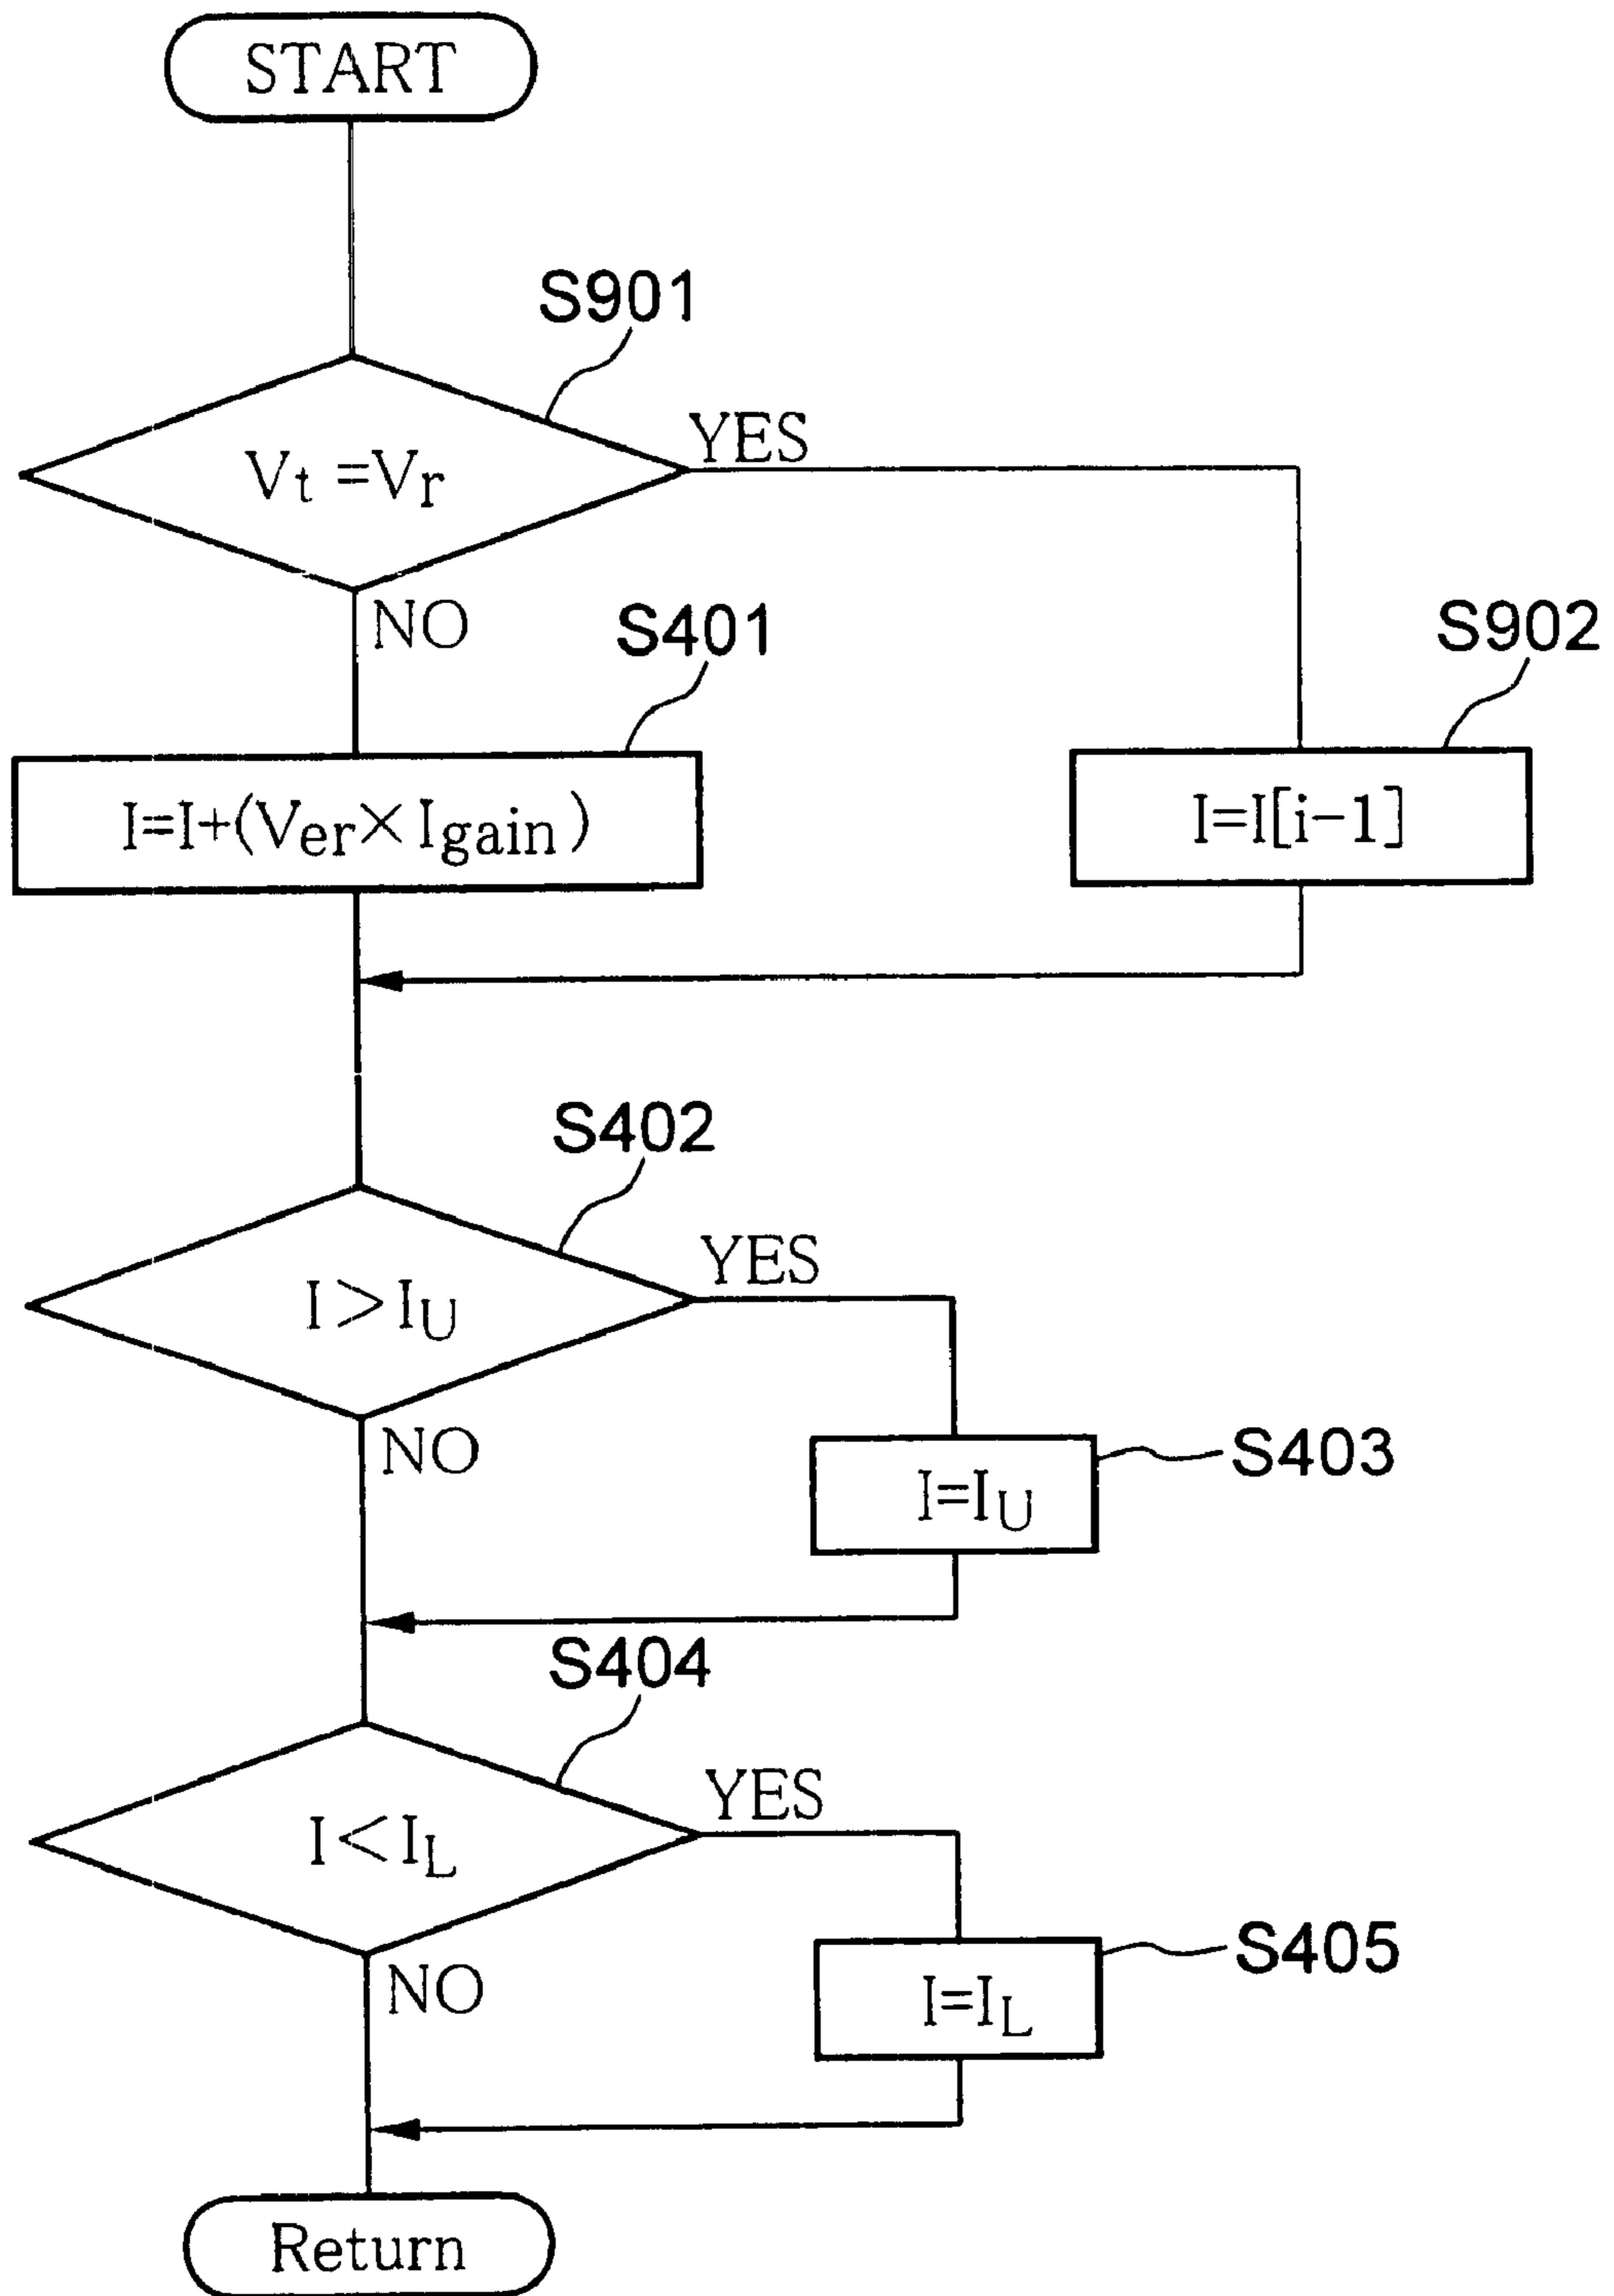 START
S901
Vt =Vr
YES
NO
S401
S902
I=I+(Ver×Igain)
I=I[i-1]
S402
I>IU
YES
NO
S403
I=IU
S404
I<IL
YES
NO
S405
I=IL
Return